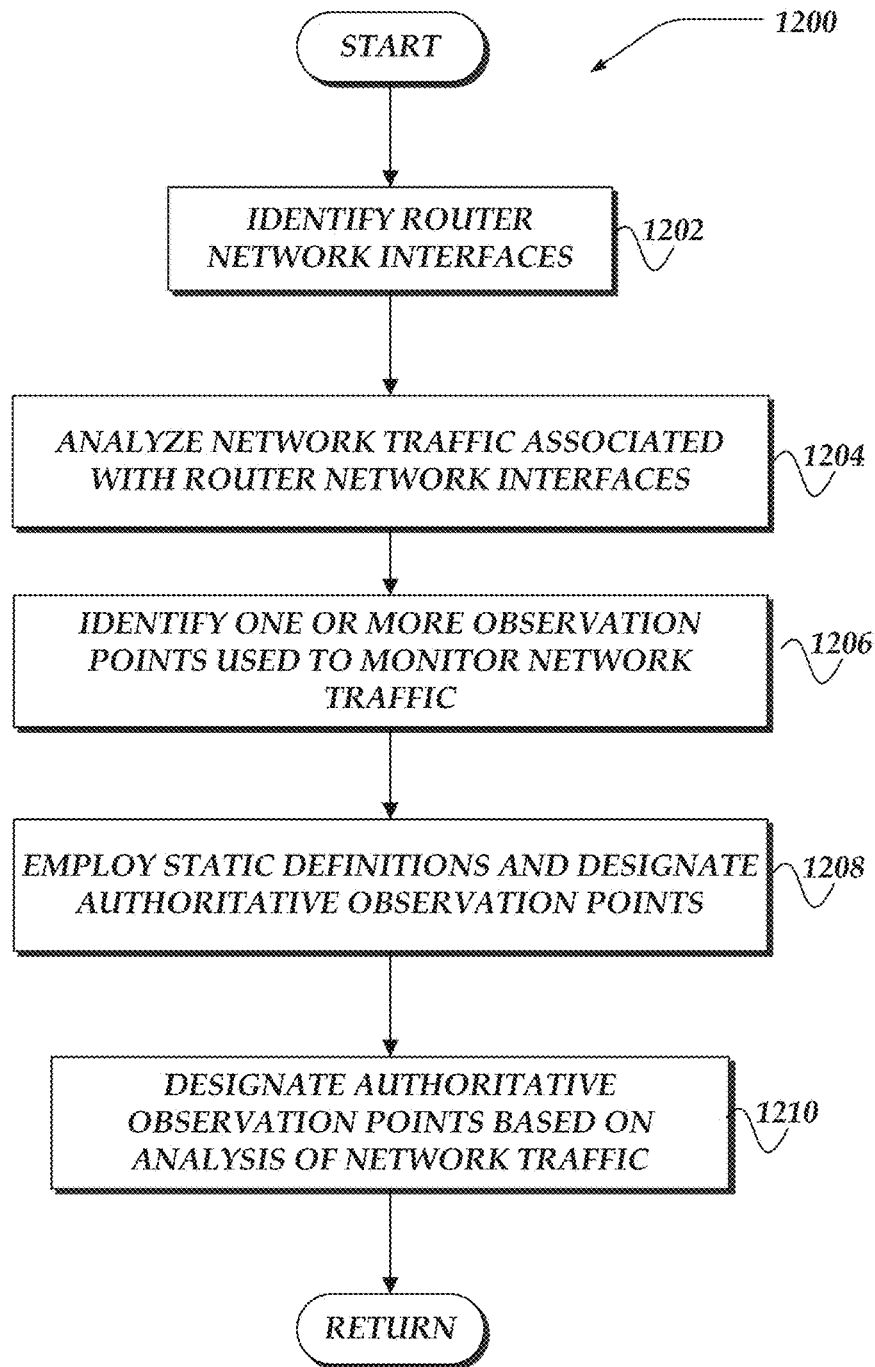 START
1200
IDENTIFY ROUTER
NETWORK INTERFACES
1202
ANALYZE NETWORK TRAFFIC ASSOCIATED
WITH ROUTER NETWORK INTERFACES
1204
IDENTIFY ONE OR MORE OBSERVATION
POINTS USED TO MONITOR NETWORK
TRAFFIC
1206
EMPLOY STATIC DEFINITIONS AND DESIGNATE
AUTHORITATIVE OBSERVATION POINTS
1208
DESIGNATE AUTHORITATIVE
OBSERVATION POINTS BASED ON
ANALYSIS OF NETWORK TRAFFIC
1210
RETURN